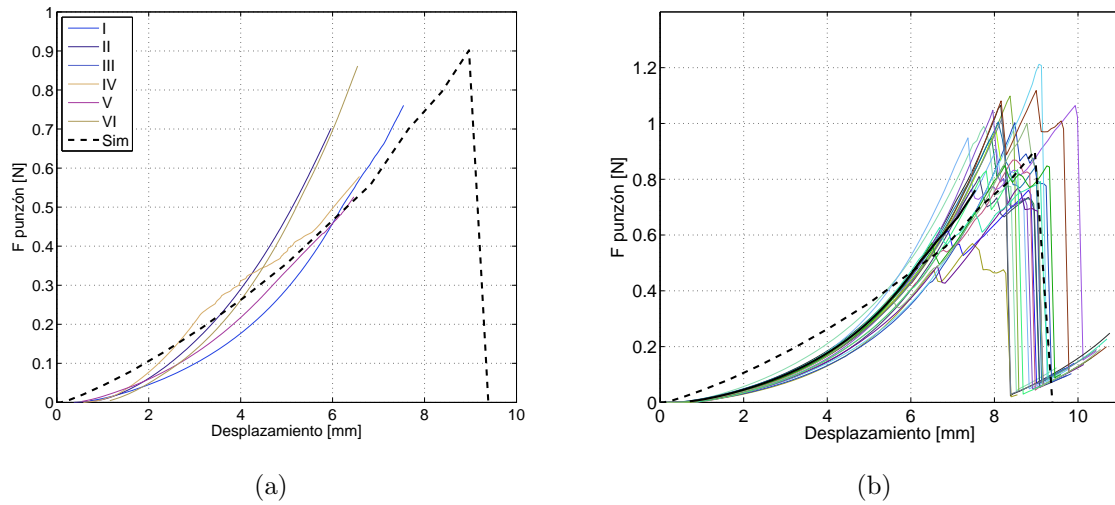 1
0.9
0.8
0.7
0.6
0.5
0.4
0.3
0.2
0.1
0
F punzón [N]
I
II
III
IV
V
VI
Sim
0 2 4 6 8 10
Desplazamiento [mm]
(a)
1.2
1
0.8
0.6
0.4
0.2
0
F punzón [N]
0 2 4 6 8 10
Desplazamiento [mm]
(b)